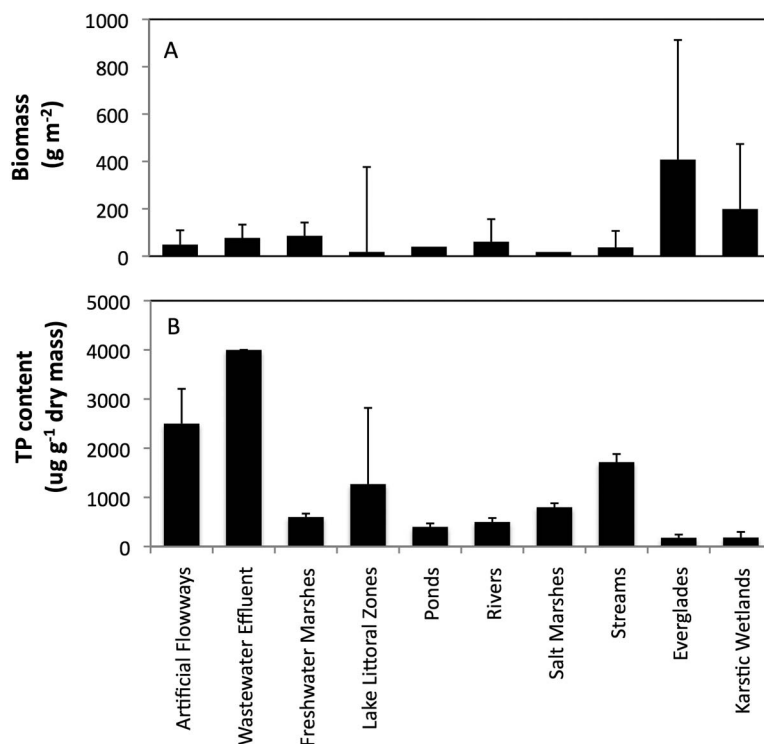 A
Biomass
(g m-2)
1000
800
600
400
200
0
B
TP content
(ug g-1 dry mass)
5000
4000
3000
2000
1000
0
Artificial Flowways
Wastewater Effluent
Freshwater Marshes
Lake Littoral Zones
Ponds
Rivers
Salt Marshes
Streams
Everglades
Karstic Wetlands